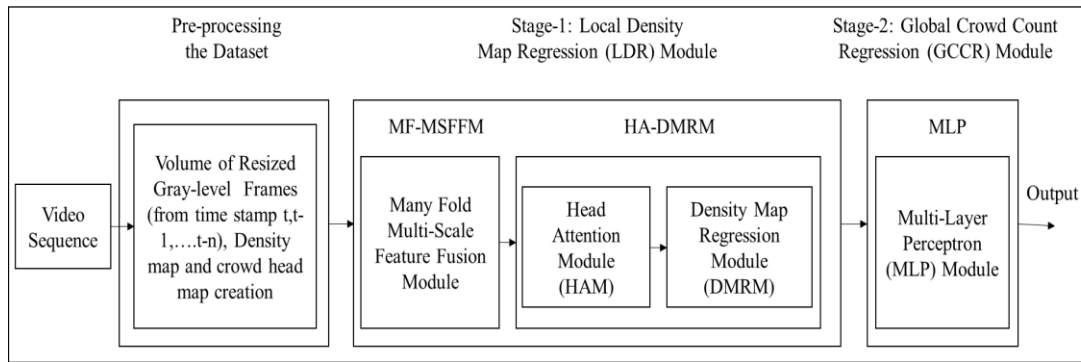 Pre-processing
the Dataset
Stage-1: Local Density
Map Regression (LDR) Module
Stage-2: Global Crowd Count
Regression (GCCR) Module
Video
Sequence
Volume of Resized
Gray-level Frames
(from time stamp t,t-
1,....t-n), Density
map and crowd head
map creation
MF-MSFFM
Many Fold
Multi-Scale
Feature Fusion
Module
HA-DMRM
Head
Attention
Module
(HAM)
Density Map
Regression
Module
(DMRM)
MLP
Multi-Layer
Perceptron
(MLP) Module
Output